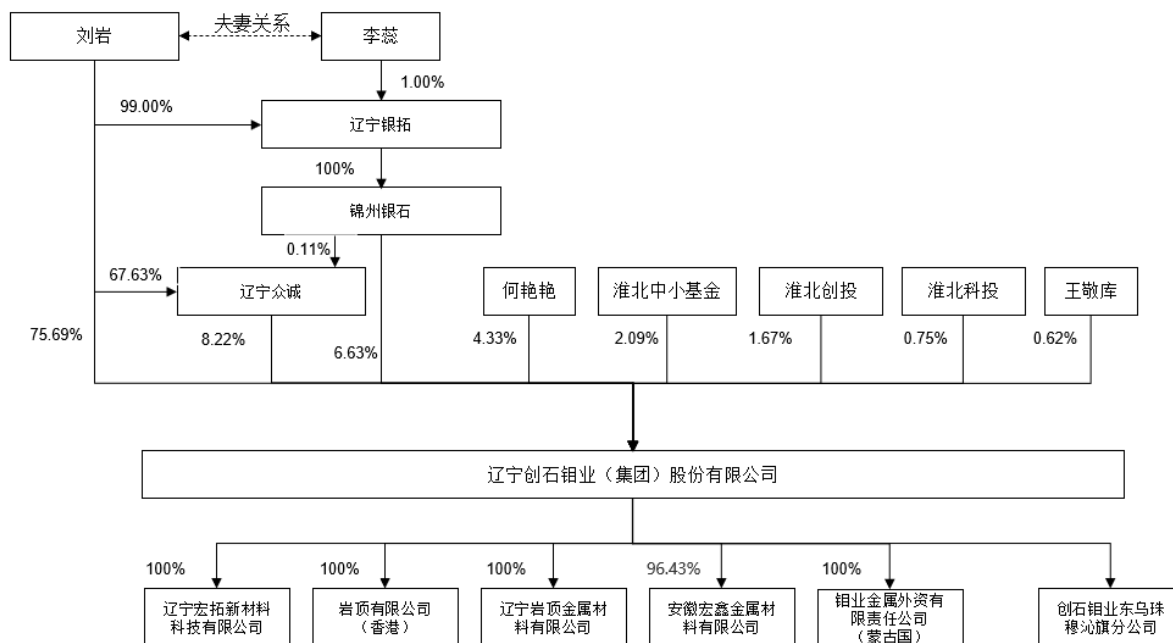 刘岩
夫妻关系
李蕊
1.00%
99.00%
辽宁银拓
100%
锦州银石
0.11%
67.63%
辽宁众诚
何艳艳
淮北中小基金
淮北创投
淮北科投
王敬库
75.69%
8.22%
6.63%
4.33%
2.09%
1.67%
0.75%
0.62%
辽宁创石钼业（集团）股份有限公司
100%
100%
100%
96.43%
100%
辽宁宏拓新材料
科技有限公司
岩顶有限公司
（香港）
辽宁岩顶金属材
料有限公司
安徽宏鑫金属材
料有限公司
钼业金属外资有
限责任公司
（蒙古国）
创石钼业东乌珠
穆沁旗分公司